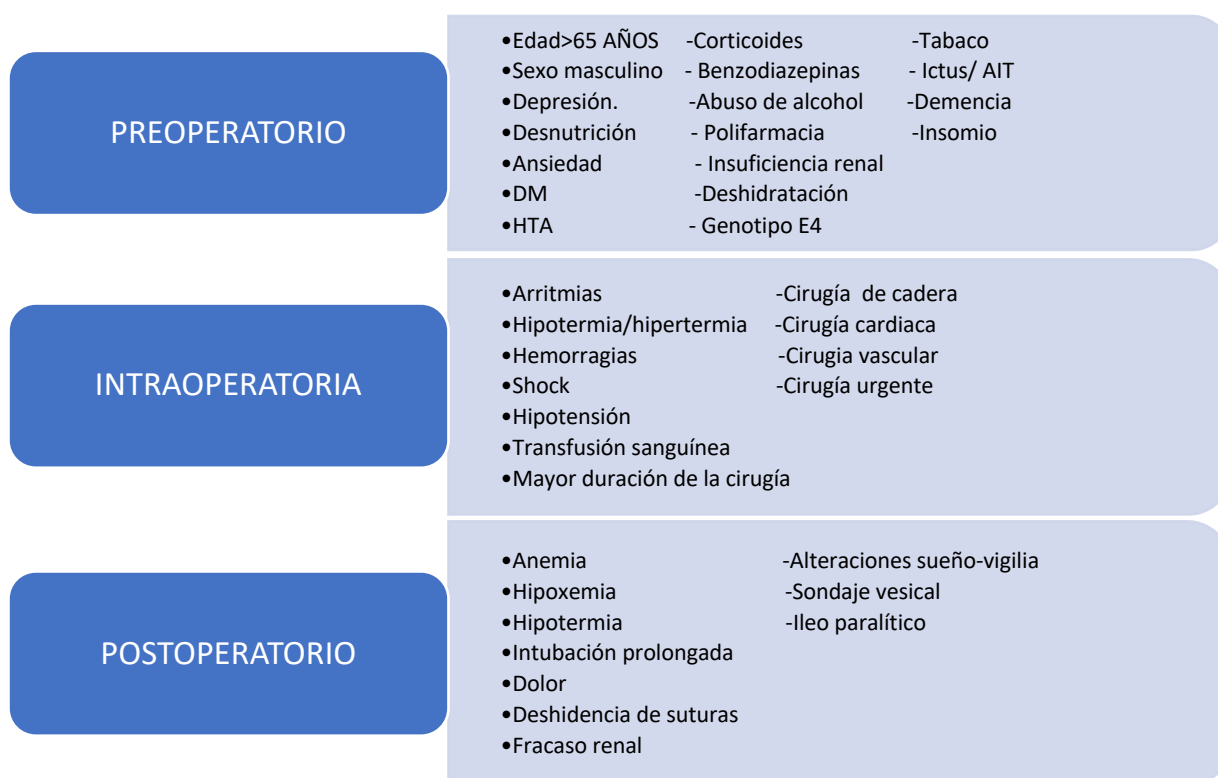 PREOPERATORIO
•Edad>65 AÑOS -Corticoides -Tabaco
•Sexo masculino - Benzodiazepinas - Ictus/ AIT
•Depresión. -Abuso de alcohol -Demencia
•Desnutrición - Polifarmacia -Insomio
•Ansiedad - Insuficiencia renal
•DM -Deshidratación
•HTA - Genotipo E4
INTRAOPERATORIA
•Arritmias -Cirugía de cadera
•Hipotermia/hipertermia -Cirugía cardiaca
•Hemorragias -Cirugia vascular
•Shock -Cirugía urgente
•Hipotensión
•Transfusión sanguínea
•Mayor duración de la cirugía
POSTOPERATORIO
•Anemia -Alteraciones sueño-vigilia
•Hipoxemia -Sondaje vesical
•Hipotermia -Ileo paralítico
•Intubación prolongada
•Dolor
•Deshidencia de suturas
•Fracaso renal